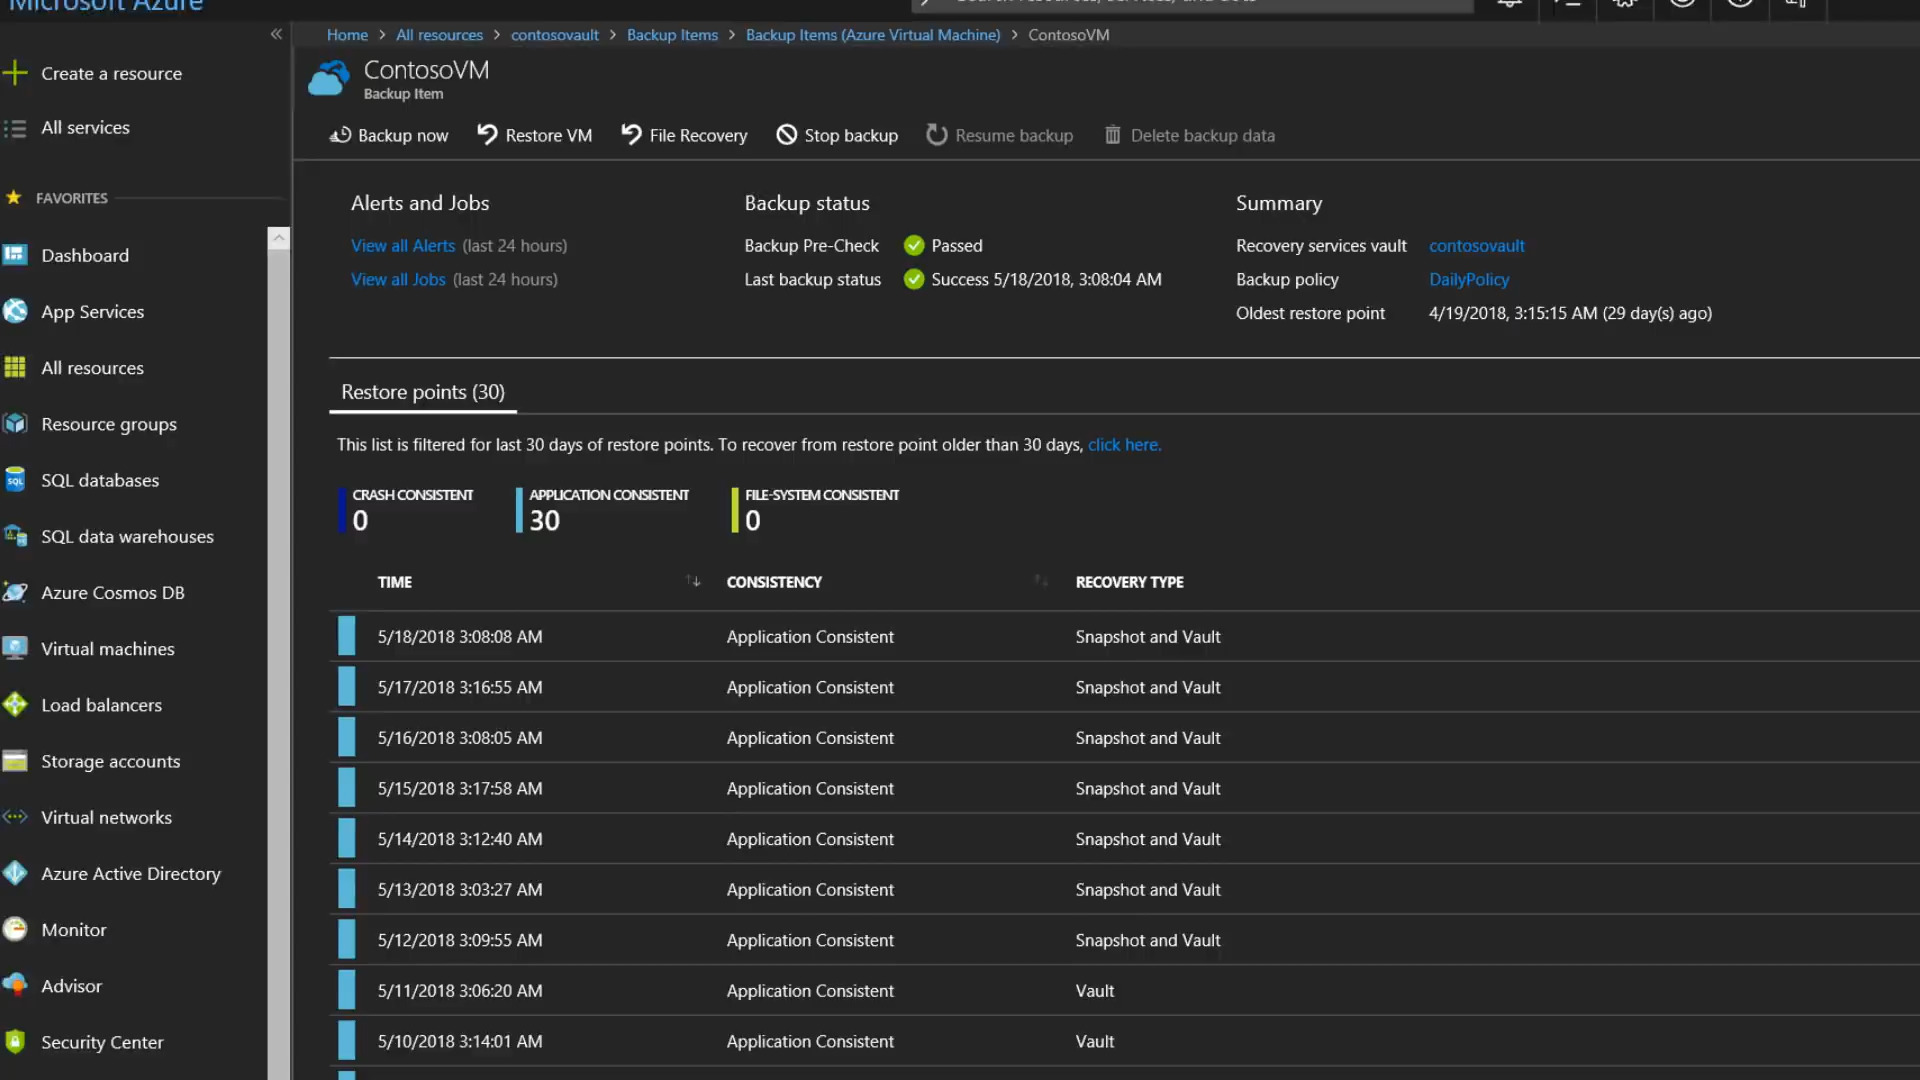 Microsoft Azure
Home > All resources > contosovault > Backup Items > Backup Items (Azure Virtual Machine) > ContosoVM
Create a resource
All services
FAVORITES
Dashboard
App Services
All resources
Resource groups
SQL databases
SQL data warehouses
Azure Cosmos DB
Virtual machines
Load balancers
Storage accounts
Virtual networks
Azure Active Directory
Monitor
Advisor
Security Center
ContosoVM
Backup Item
Backup now Restore VM File Recovery Stop backup Resume backup Delete backup data
Alerts and Jobs
View all Alerts (last 24 hours)
View all Jobs (last 24 hours)
Backup status
Backup Pre-Check Passed
Last backup status Success 5/18/2018, 3:08:04 AM
Summary
Recovery services vault contosovault
Backup policy DailyPolicy
Oldest restore point 4/19/2018, 3:15:15 AM (29 day(s) ago)
Restore points (30)
This list is filtered for last 30 days of restore points. To recover from restore point older than 30 days, click here.
CRASH CONSISTENT
0
APPLICATION CONSISTENT
30
FILE-SYSTEM CONSISTENT
0
TIME CONSISTENCY RECOVERY TYPE
5/18/2018 3:08:08 AM Application Consistent Snapshot and Vault
5/17/2018 3:16:55 AM Application Consistent Snapshot and Vault
5/16/2018 3:08:05 AM Application Consistent Snapshot and Vault
5/15/2018 3:17:58 AM Application Consistent Snapshot and Vault
5/14/2018 3:12:40 AM Application Consistent Snapshot and Vault
5/13/2018 3:03:27 AM Application Consistent Snapshot and Vault
5/12/2018 3:09:55 AM Application Consistent Snapshot and Vault
5/11/2018 3:06:20 AM Application Consistent Vault
5/10/2018 3:14:01 AM Application Consistent Vault